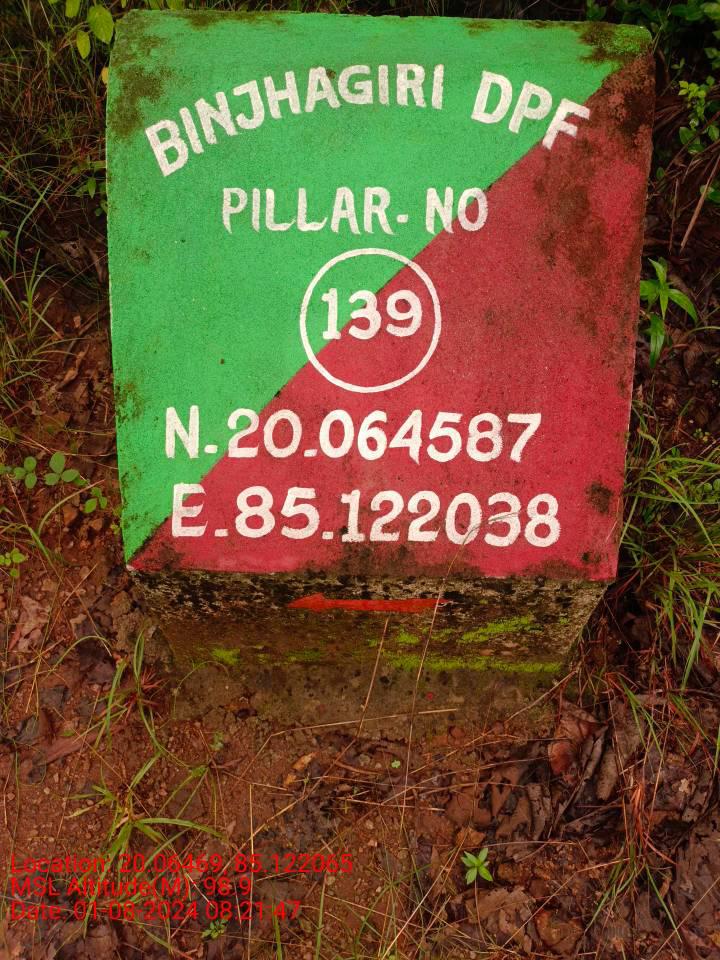 BINJHAGIRI DPF
PILLAR- NO
139
N-20.064587
E-85.122038
Location: 20.06469, 85.122065
MSL Altitude(M): 96.9
Date: 01-08-2024 08:21:47